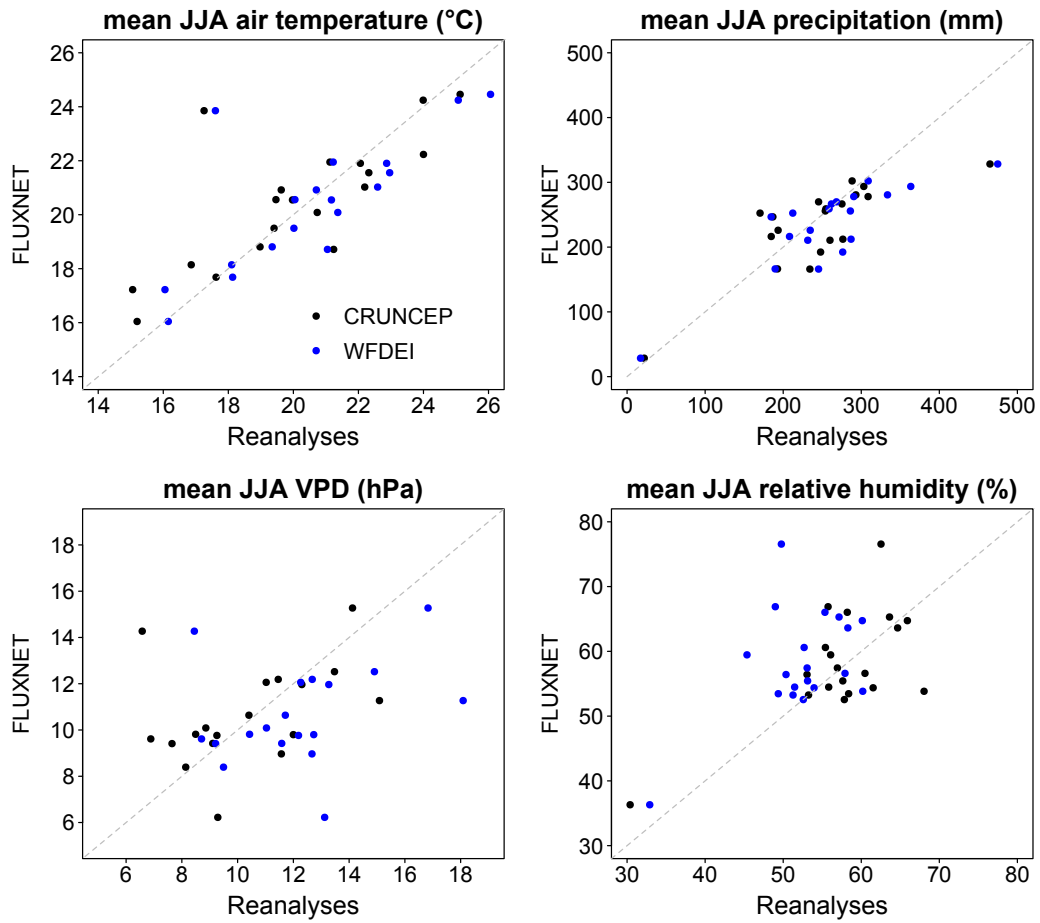 mean JJA air temperature (°C)
26
24
22
20
18
16
14
FLUXNET
CRUNCEP
WFDEI
14 16 18 20 22 24 26
Reanalyses
mean JJA precipitation (mm)
500
400
300
200
100
0
FLUXNET
0 100 200 300 400 500
Reanalyses
mean JJA VPD (hPa)
18
16
14
12
10
8
6
FLUXNET
6 8 10 12 14 16 18
Reanalyses
mean JJA relative humidity (%)
80
70
60
50
40
30
FLUXNET
30 40 50 60 70 80
Reanalyses